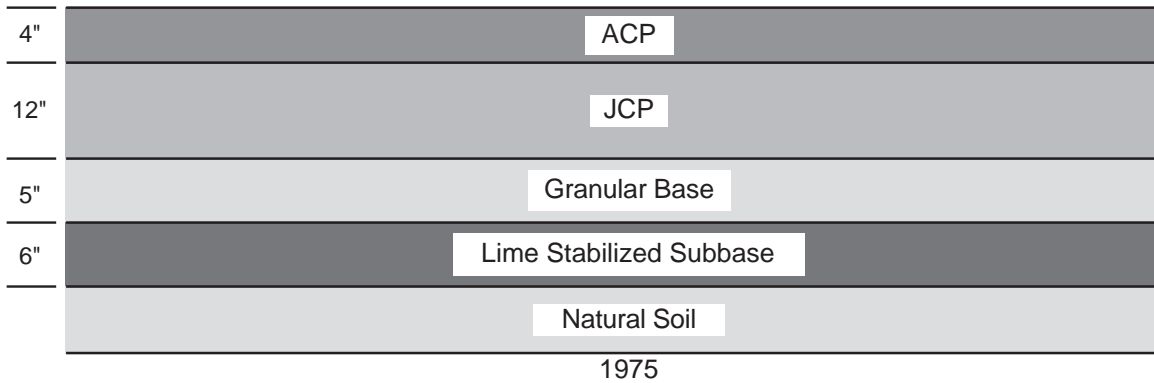 4" ACP
12" JCP
5" Granular Base
6" Lime Stabilized Subbase
Natural Soil
1975